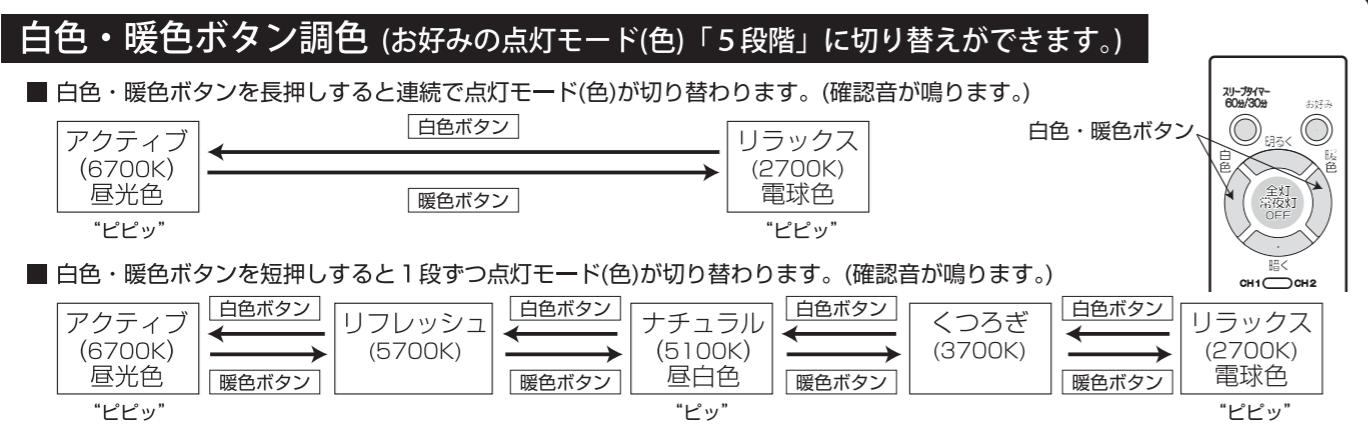 白色・暖色ボタン調色 (お好みの点灯モード(色)「5段階」に切り替えができます。)
■ 白色・暖色ボタンを長押しすると連続で点灯モード(色)が切り替わります。(確認音が鳴ります。)
アクティブ
(6700K)
昼光色
“ピピッ”
白色ボタン
暖色ボタン
リラックス
(2700K)
電球色
“ピピッ”
白色・暖色ボタン
スリープタイマー
60分/30分
お好み
明るく
白色
暖色
全灯
常夜灯
OFF
暗く
CH1 CH2
■ 白色・暖色ボタンを短押しすると1段ずつ点灯モード(色)が切り替わります。(確認音が鳴ります。)
アクティブ
(6700K)
昼光色
“ピピッ”
白色ボタン
暖色ボタン
リフレッシュ
(5700K)
白色ボタン
暖色ボタン
ナチュラル
(5100K)
昼白色
“ピッ”
白色ボタン
暖色ボタン
くつろぎ
(3700K)
白色ボタン
暖色ボタン
リラックス
(2700K)
電球色
“ピピッ”